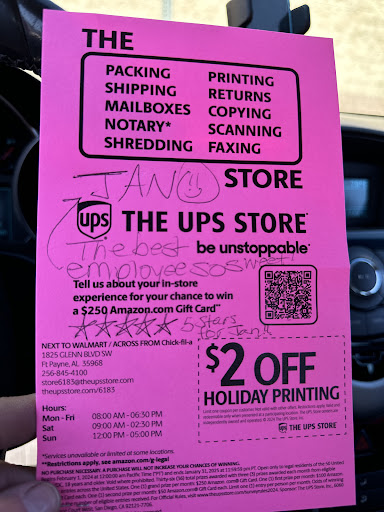 THE
PACKING
SHIPPING
MAILBOXES
NOTARY*
SHREDDING
PRINTING
RETURNS
COPYING
SCANNING
FAXING
JAN STORE
ups THE UPS STORE
The best be unstoppable
employee so sweet!
Tell us about your in-store
experience for your chance to win
a $250 Amazon.com Gift Card**
5 stars
for Jan!!
NEXT TO WALMART / ACROSS FROM Chick-fil-a
1825 GLENN BLVD SW
Ft Payne, AL 35968
256-845-4100
store6183@theupsstore.com
theupsstore.com/6183
Hours:
Mon - Fri 08:00 AM - 06:30 PM
Sat 09:00 AM - 02:30 PM
Sun 12:00 PM - 05:00 PM
$2 OFF
HOLIDAY PRINTING
THE UPS STORE
*Services unavailable or limited at some locations.
**Restrictions apply, see amazon.com/g-legal
NO PURCHASE NECESSARY. A PURCHASE WILL NOT INCREASE YOUR CHANCES OF WINNING.